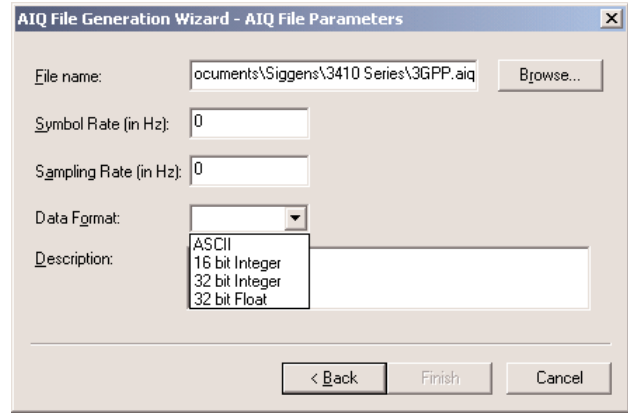 AIQ File Generation Wizard - AIQ File Parameters
File name:
ocuments\Siggens\3410 Series\3GPP.aiq
Browse...
Symbol Rate (in Hz):
0
Sampling Rate (in Hz):
0
Data Format:
ASCII
16 bit Integer
32 bit Integer
32 bit Float
Description:
< Back
Finish
Cancel